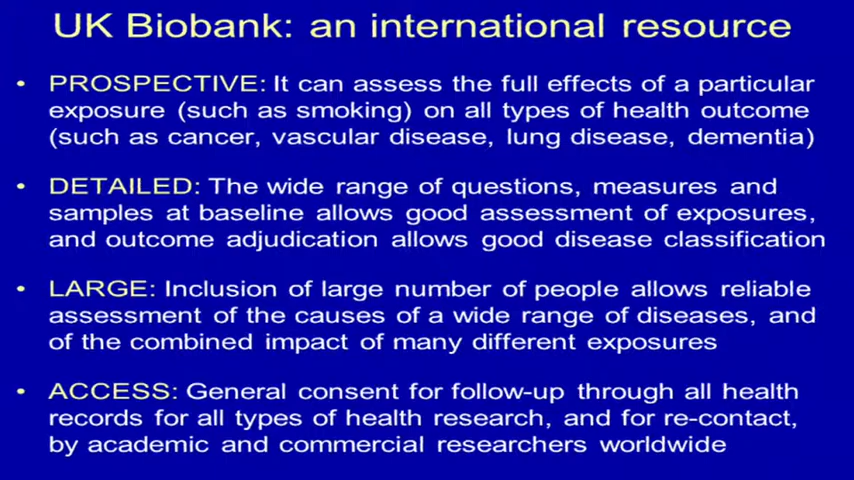 UK Biobank: an international resource
• PROSPECTIVE: It can assess the full effects of a particular
exposure (such as smoking) on all types of health outcome
(such as cancer, vascular disease, lung disease, dementia)
• DETAILED: The wide range of questions, measures and
samples at baseline allows good assessment of exposures,
and outcome adjudication allows good disease classification
• LARGE: Inclusion of large number of people allows reliable
assessment of the causes of a wide range of diseases, and
of the combined impact of many different exposures
• ACCESS: General consent for follow-up through all health
records for all types of health research, and for re-contact,
by academic and commercial researchers worldwide